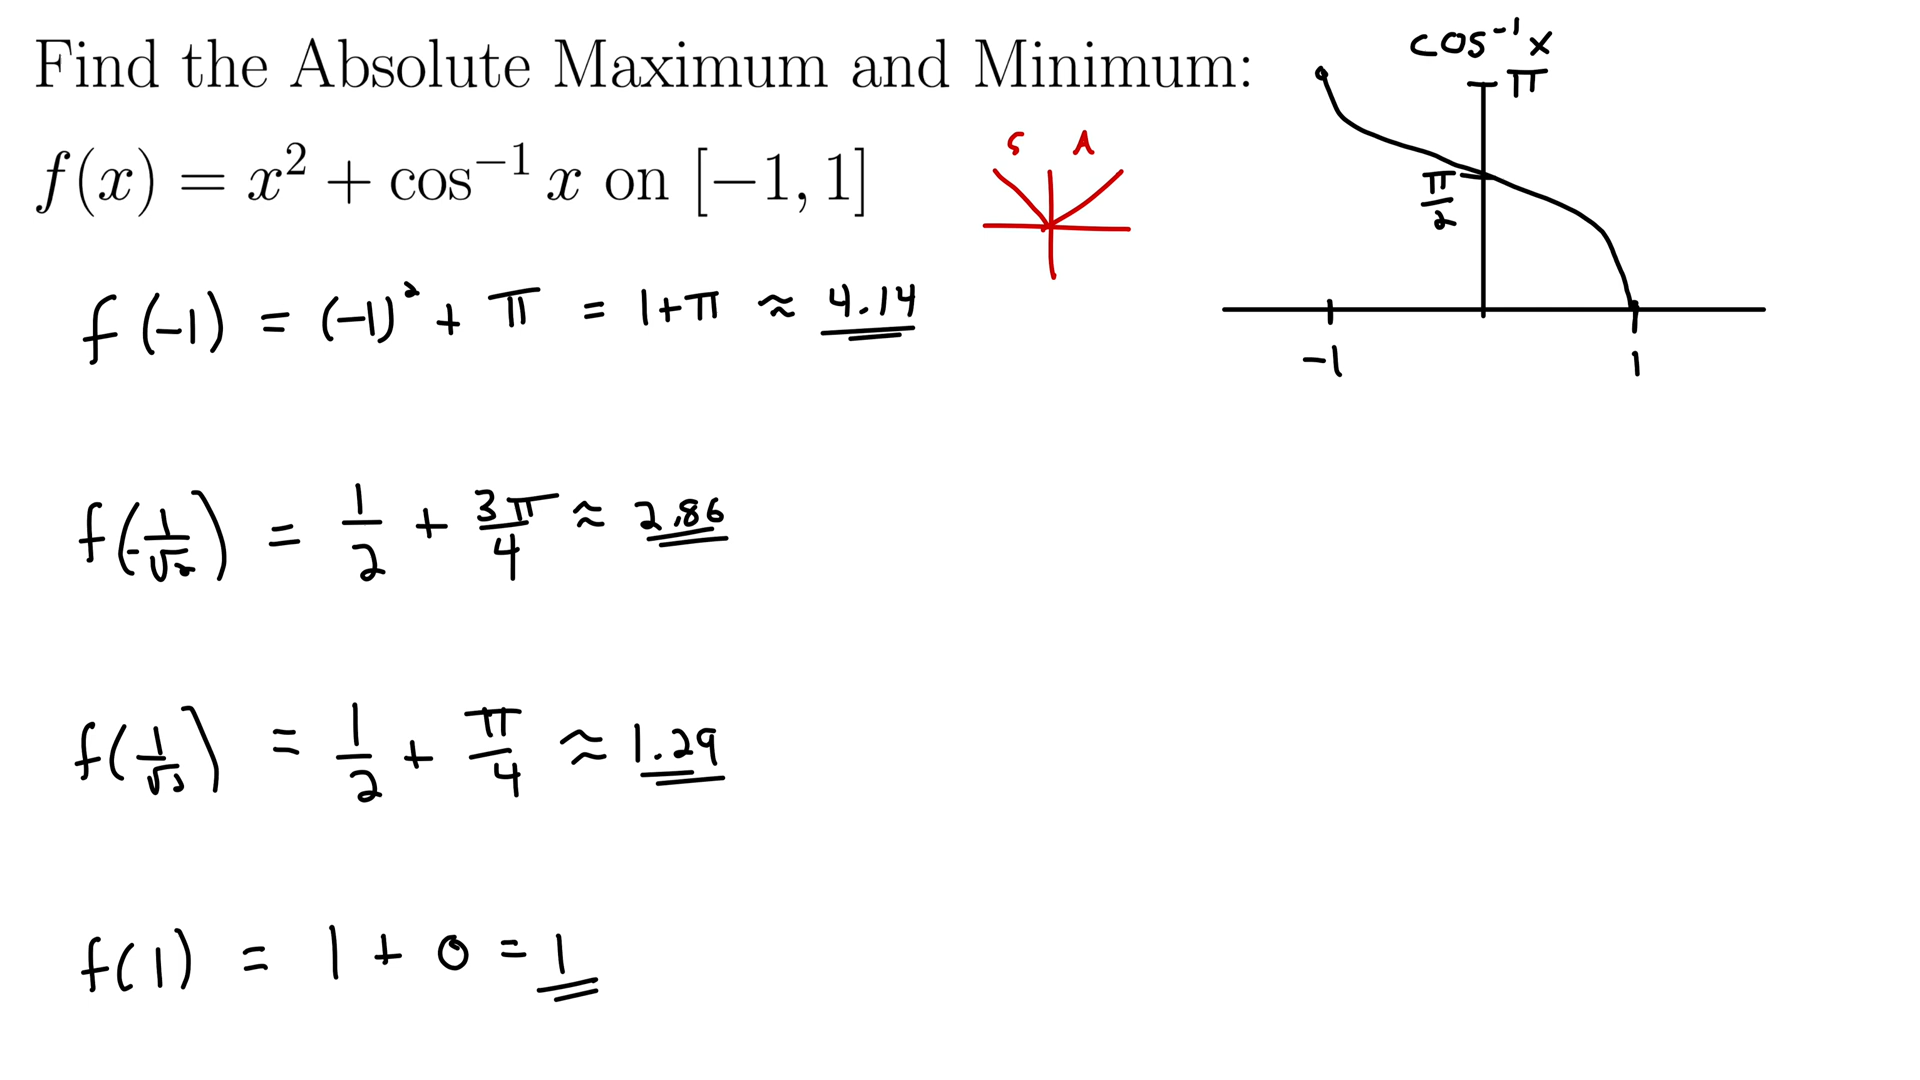 Find the Absolute Maximum and Minimum:
f(x) = x² + cos⁻¹ x on [−1, 1]
cos⁻¹x
π
π/2
-1
1
S A
f(-1) = (-1)² + π = 1+π ≈ 4.14
f(-1/√2) = 1/2 + 3π/4 ≈ 2.86
f(1/√2) = 1/2 + π/4 ≈ 1.29
f(1) = 1 + 0 = 1